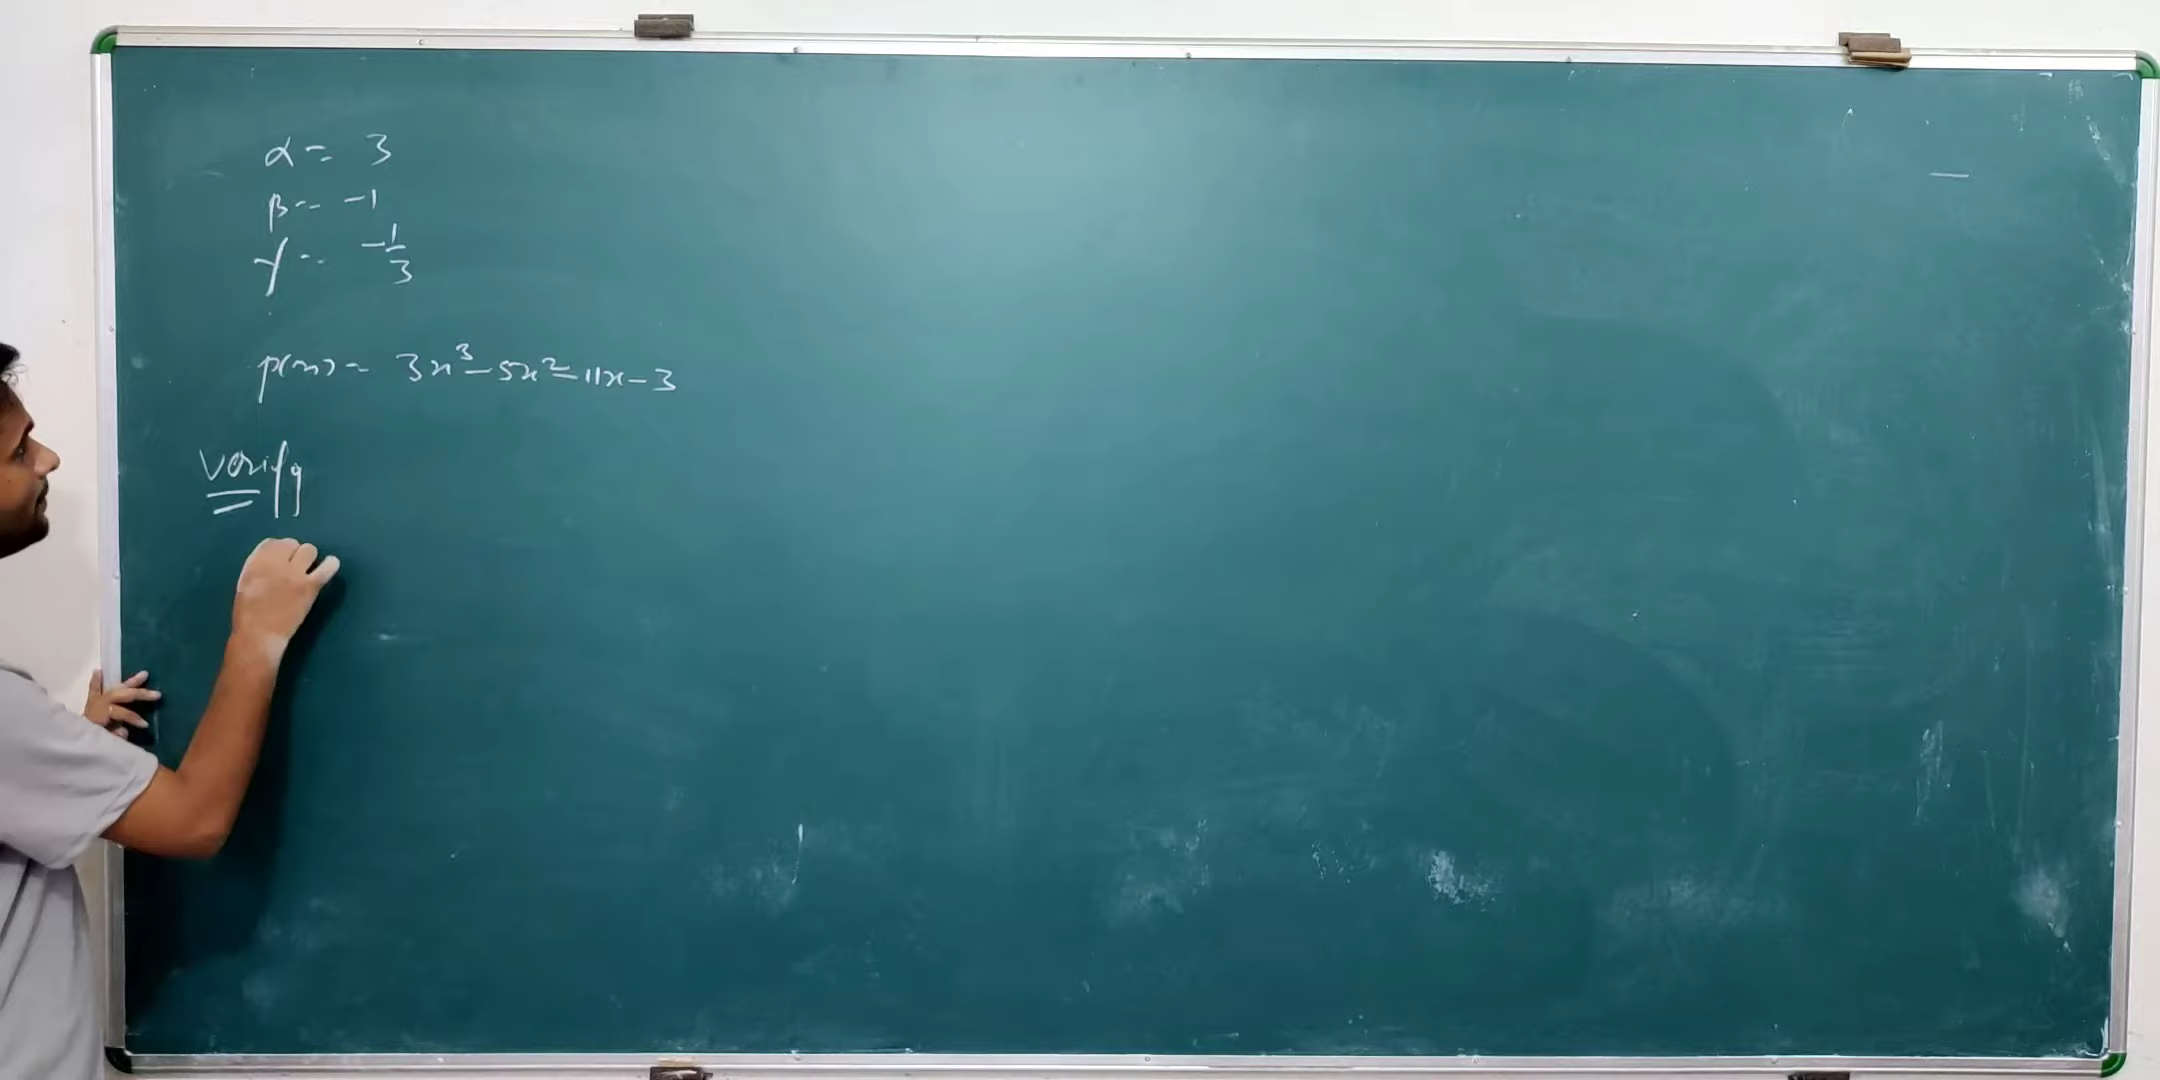 α = 3
β = -1
γ = -1/3
p(x) = 3x³ - 5x² - 11x - 3
verify